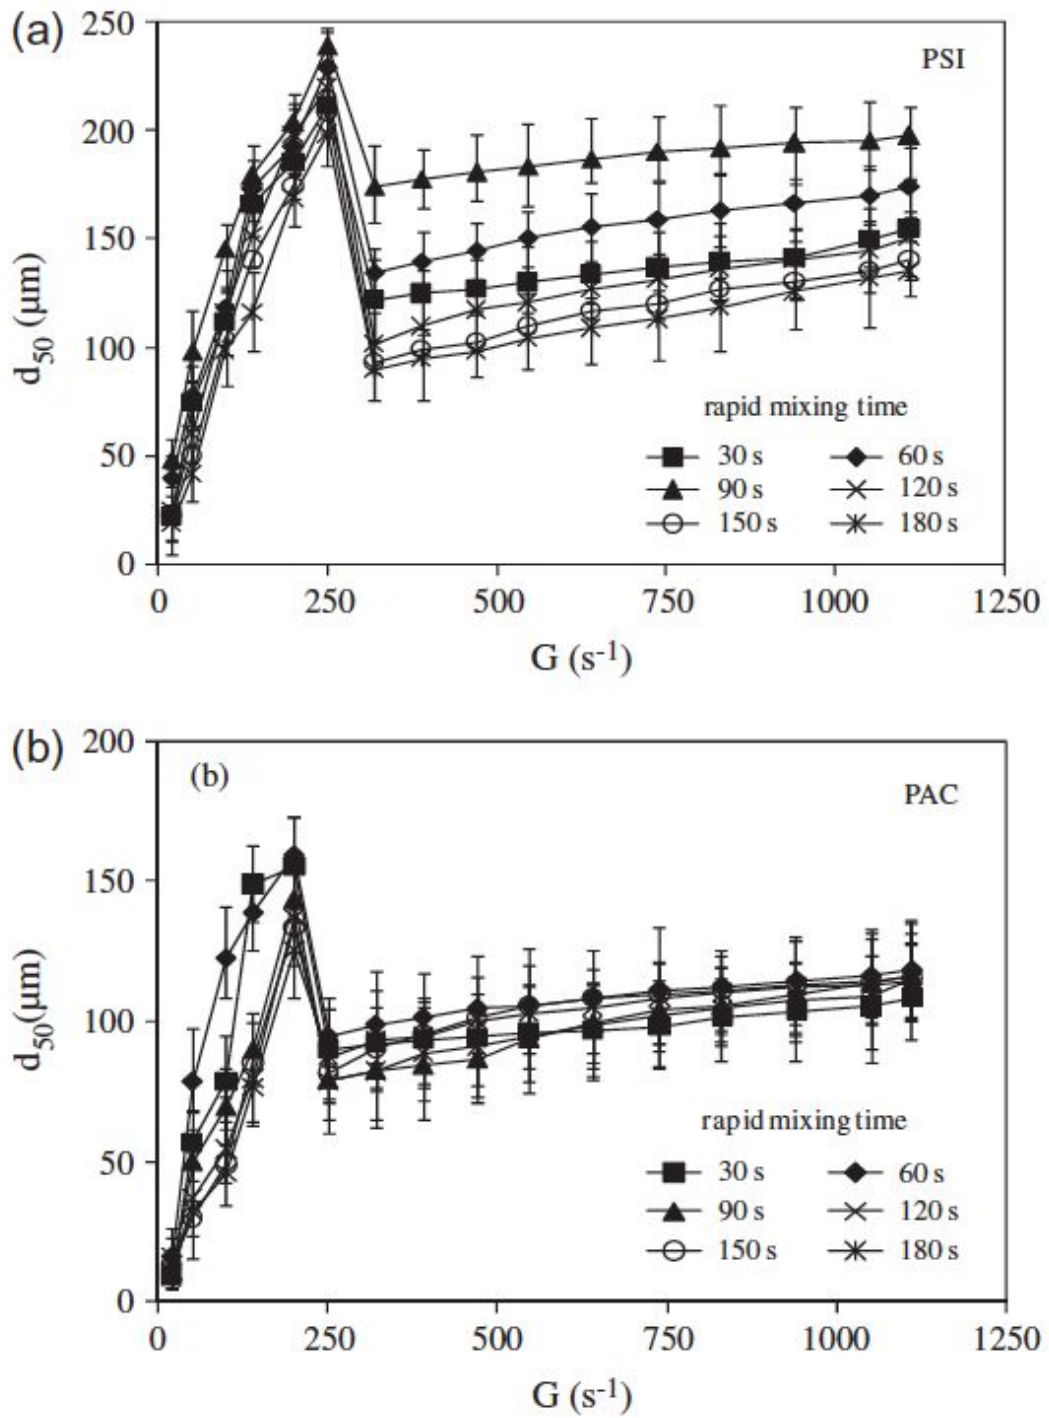 (a)
250
200
150
100
50
0
d50 (µm)
PSI
rapid mixing time
30 s 60 s
90 s 120 s
150 s 180 s
0 250 500 750 1000 1250
G (s-1)
(b)
200
150
100
50
0
d50(µm)
(b)
PAC
rapid mixing time
30 s 60 s
90 s 120 s
150 s 180 s
0 250 500 750 1000 1250
G (s-1)